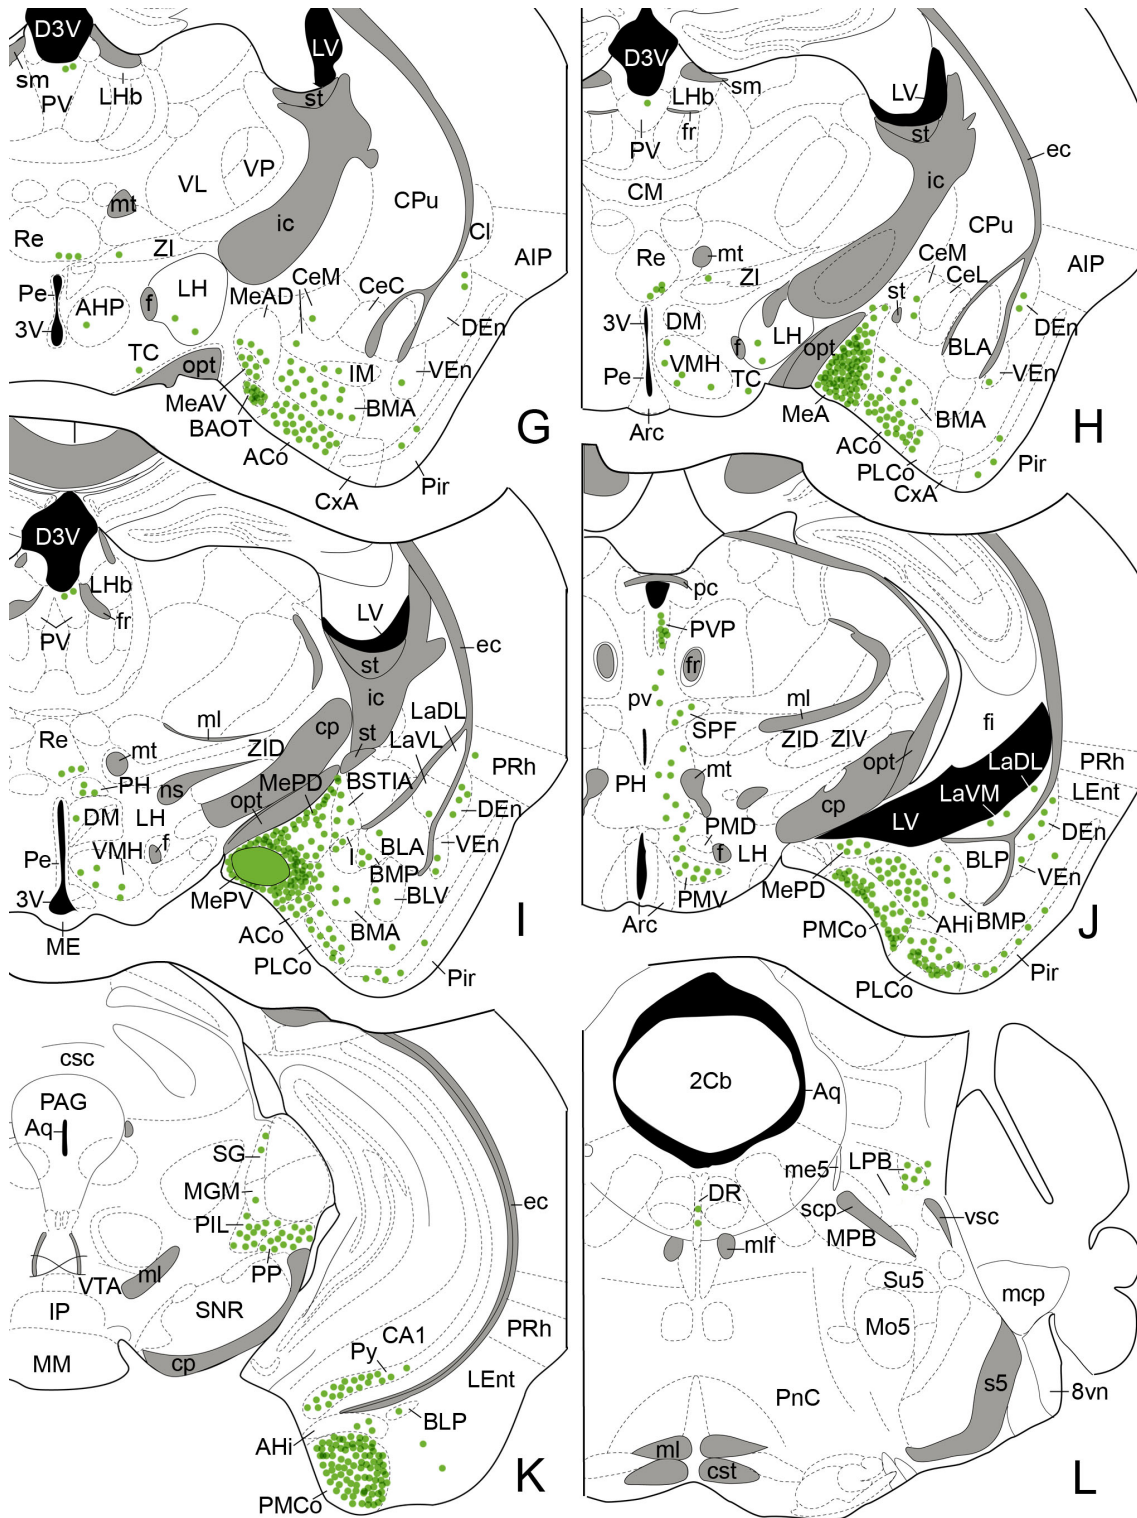 D3V
LV
sm
PV
LHb
st
VL
VP
mt
ic
CPu
Cl
Re
ZI
AIP
Pe
AHP
f
LH
MeAD
CeM
CeC
3V
DEn
TC
opt
IM
VEn
MeAV
BMA
BAOT
ACo
G
CxA
Pir
D3V
LV
LHb
sm
fr
st
PV
ec
CM
ic
CPu
Re
mt
ZI
CeM
CeL
AIP
st
3V
DM
LH
opt
DEn
VMH
f
BLA
VEn
Pe
TC
MeA
BMA
Arc
ACo
H
PLCo
CxA
Pir
D3V
LHb
LV
fr
PV
st
ec
ic
ml
cp
LaDL
Re
mt
ZID
st
LaVL
PH
ns
MePD
BSTIA
PRh
opt
DM
LH
DEn
VMH
f
I
BLA
VEn
Pe
BMP
3V
MePV
BLV
ME
ACo
BMA
I
PLCo
Pir
pc
PVP
fr
pv
ml
SPF
fi
ZID
ZIV
opt
LaDL
PRh
PH
mt
cp
LaVM
LEnt
LV
PMD
f
LH
BLP
DEn
MePD
VEn
PMV
PMCo
AHi
BMP
Arc
J
PLCo
Pir
csc
PAG
Aq
SG
MGM
ec
PIL
PP
VTA
ml
IP
SNR
CA1
PRh
MM
cp
Py
LEnt
BLP
AHi
K
PMCo
2Cb
Aq
me5
LPB
DR
scp
vsc
mlf
MPB
Su5
mcp
Mo5
PnC
s5
8vn
ml
cst
L